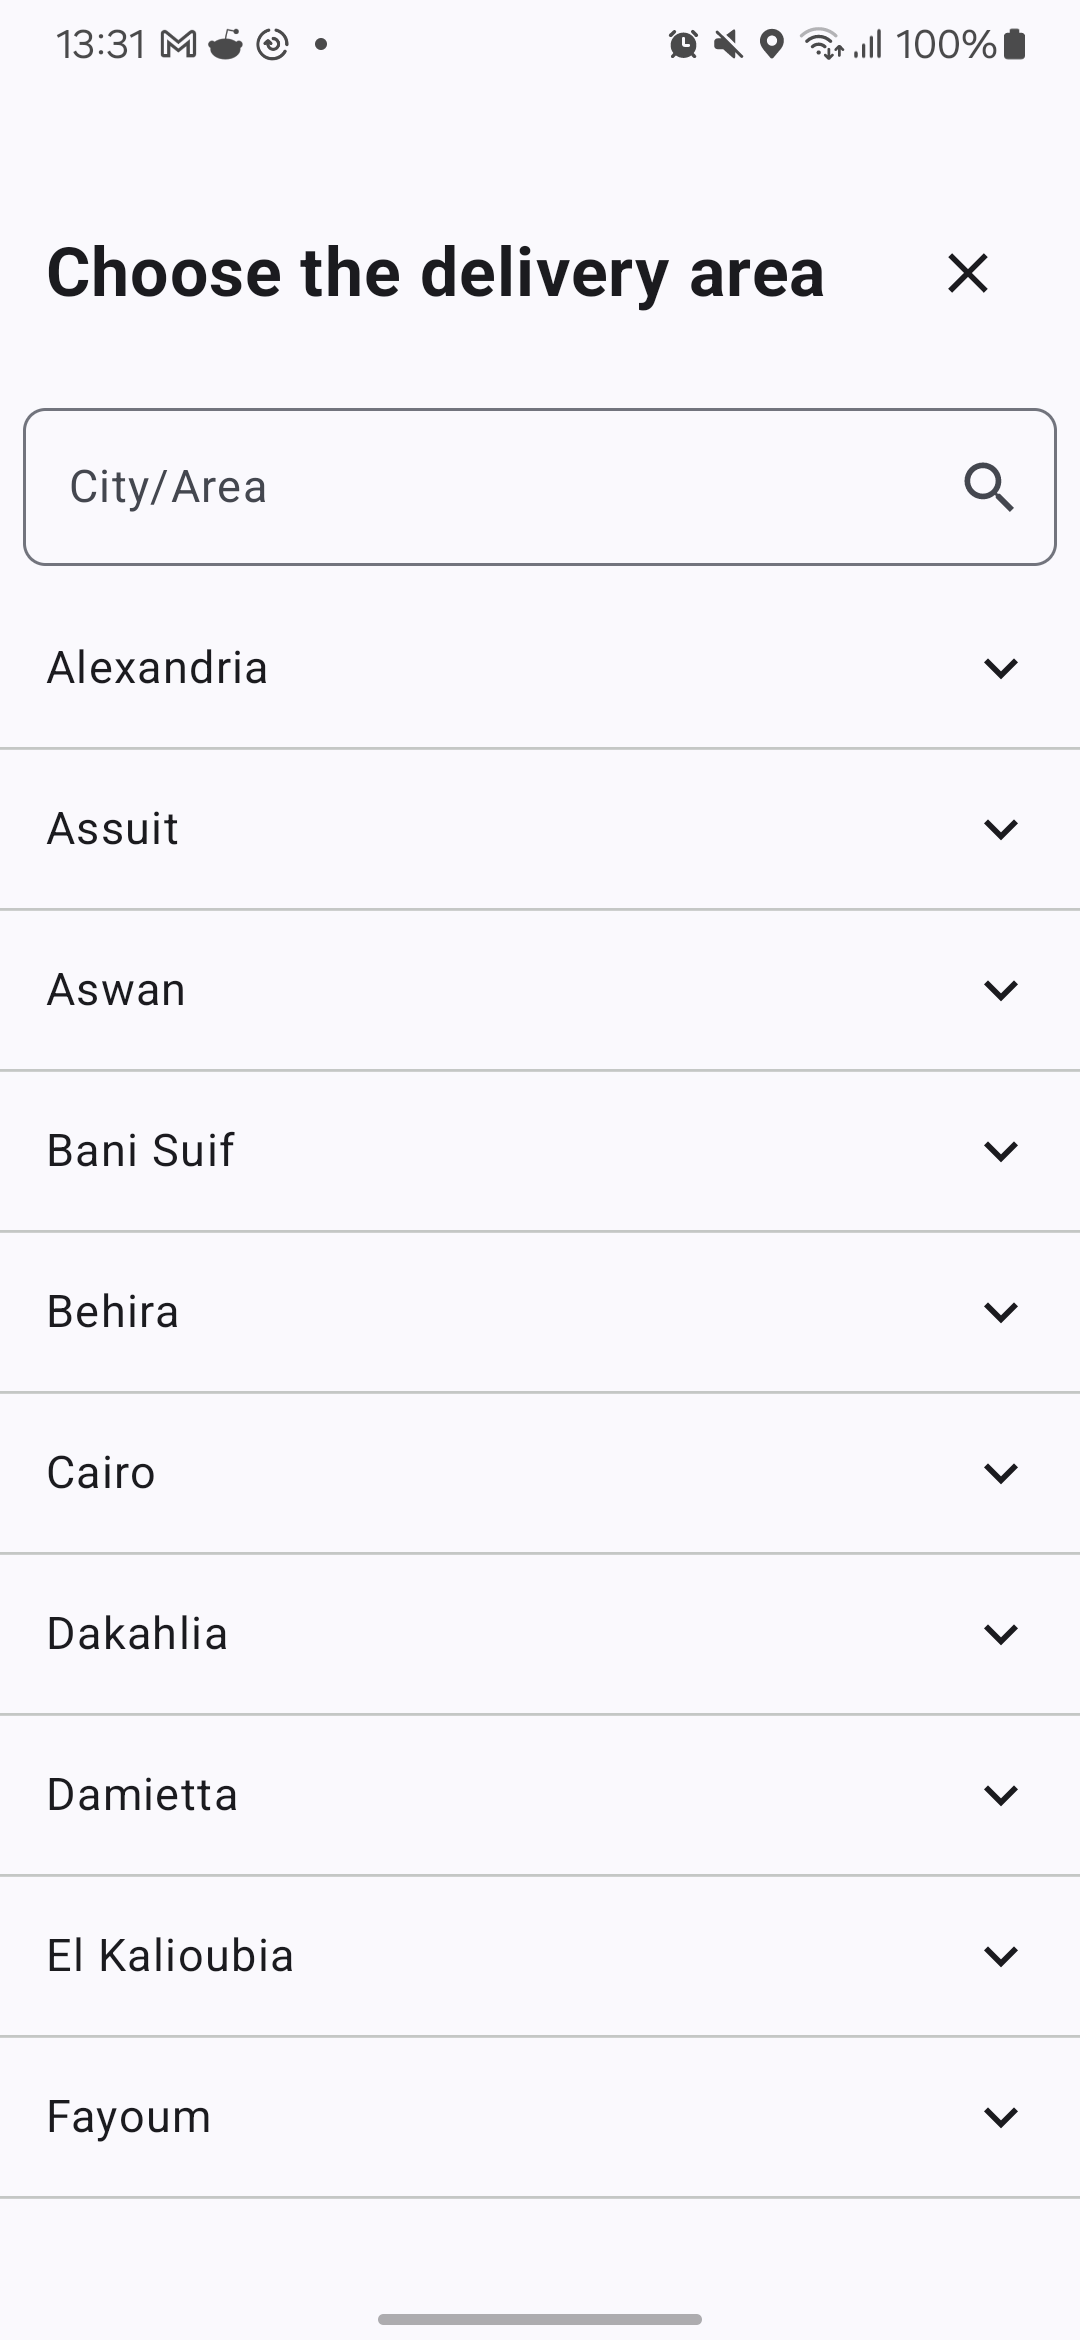 13:31 100%
Choose the delivery area
City/Area
Alexandria
Assuit
Aswan
Bani Suif
Behira
Cairo
Dakahlia
Damietta
El Kalioubia
Fayoum